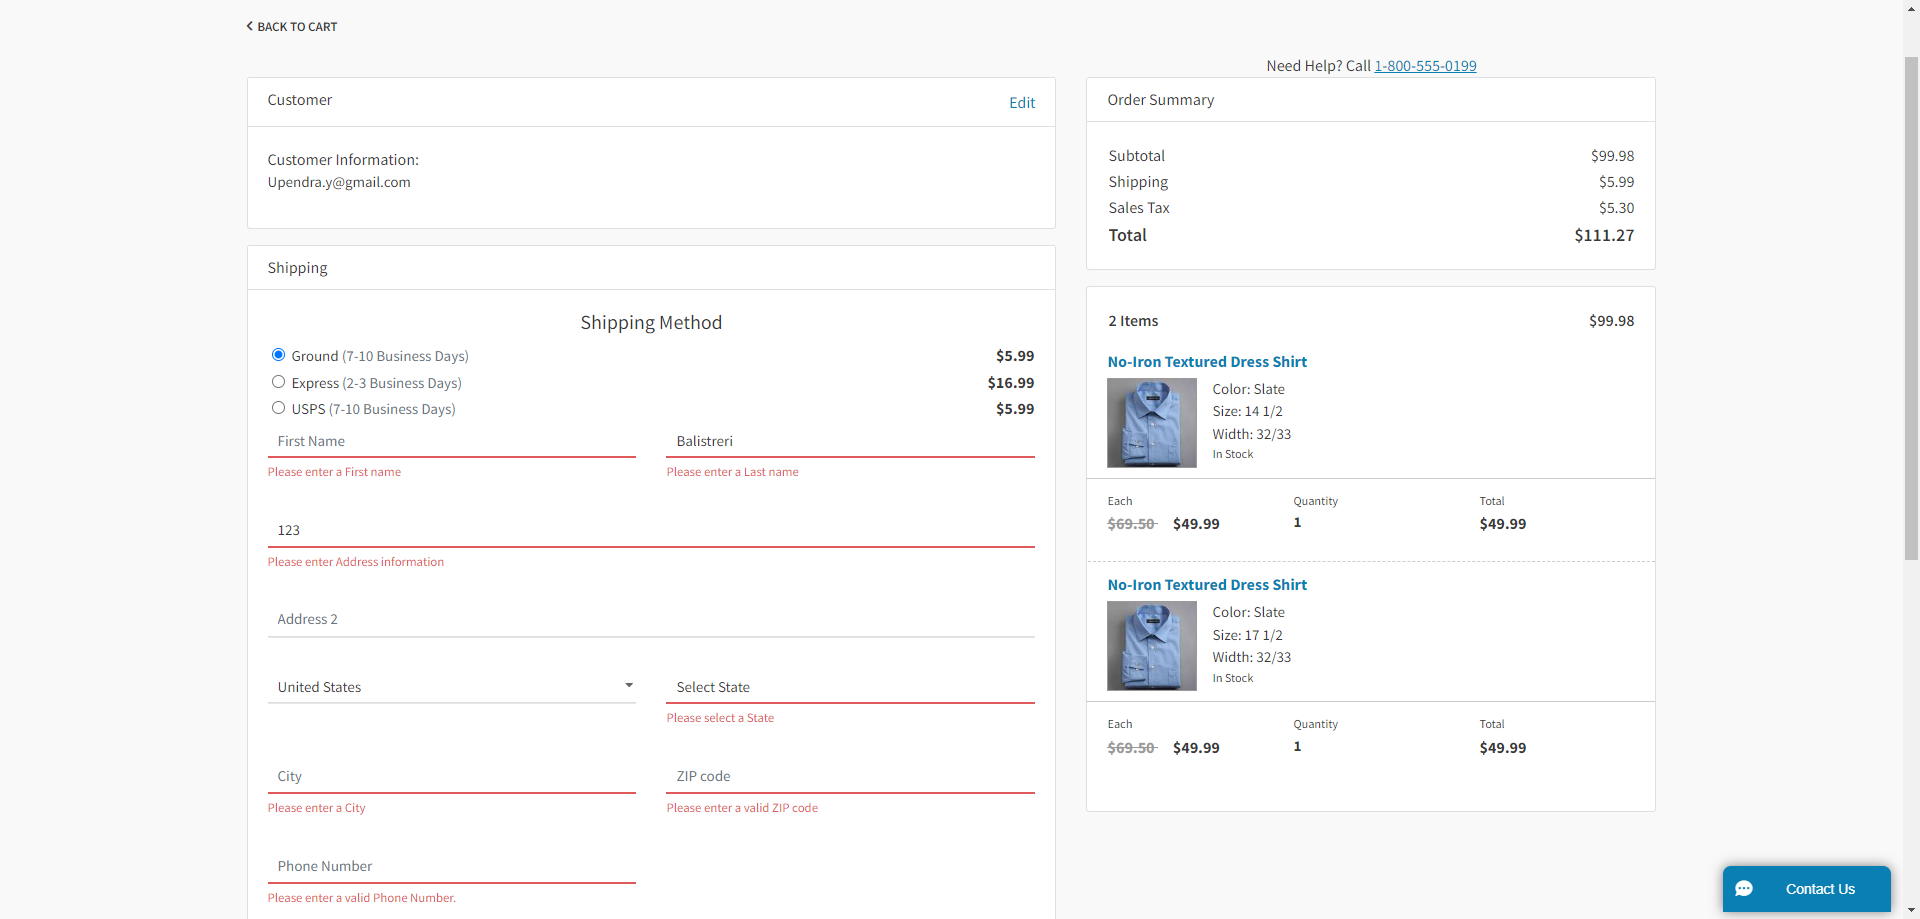 BACK TO CART
Need Help? Call 1-800-555-0199
Customer
Edit
Customer Information:
Upendra.y@gmail.com
Shipping
Shipping Method
Ground (7-10 Business Days) $5.99
Express (2-3 Business Days) $16.99
USPS (7-10 Business Days) $5.99
First Name
Balistreri
Please enter a First name
Please enter a Last name
123
Please enter Address information
Address 2
United States
Select State
Please select a State
City
ZIP code
Please enter a City
Please enter a valid ZIP code
Phone Number
Please enter a valid Phone Number.
Order Summary
Subtotal $99.98
Shipping $5.99
Sales Tax $5.30
Total $111.27
2 Items $99.98
No-Iron Textured Dress Shirt
Color: Slate
Size: 14 1/2
Width: 32/33
In Stock
Each Quantity Total
$69.50 $49.99 1 $49.99
No-Iron Textured Dress Shirt
Color: Slate
Size: 17 1/2
Width: 32/33
In Stock
Each Quantity Total
$69.50 $49.99 1 $49.99
Contact Us